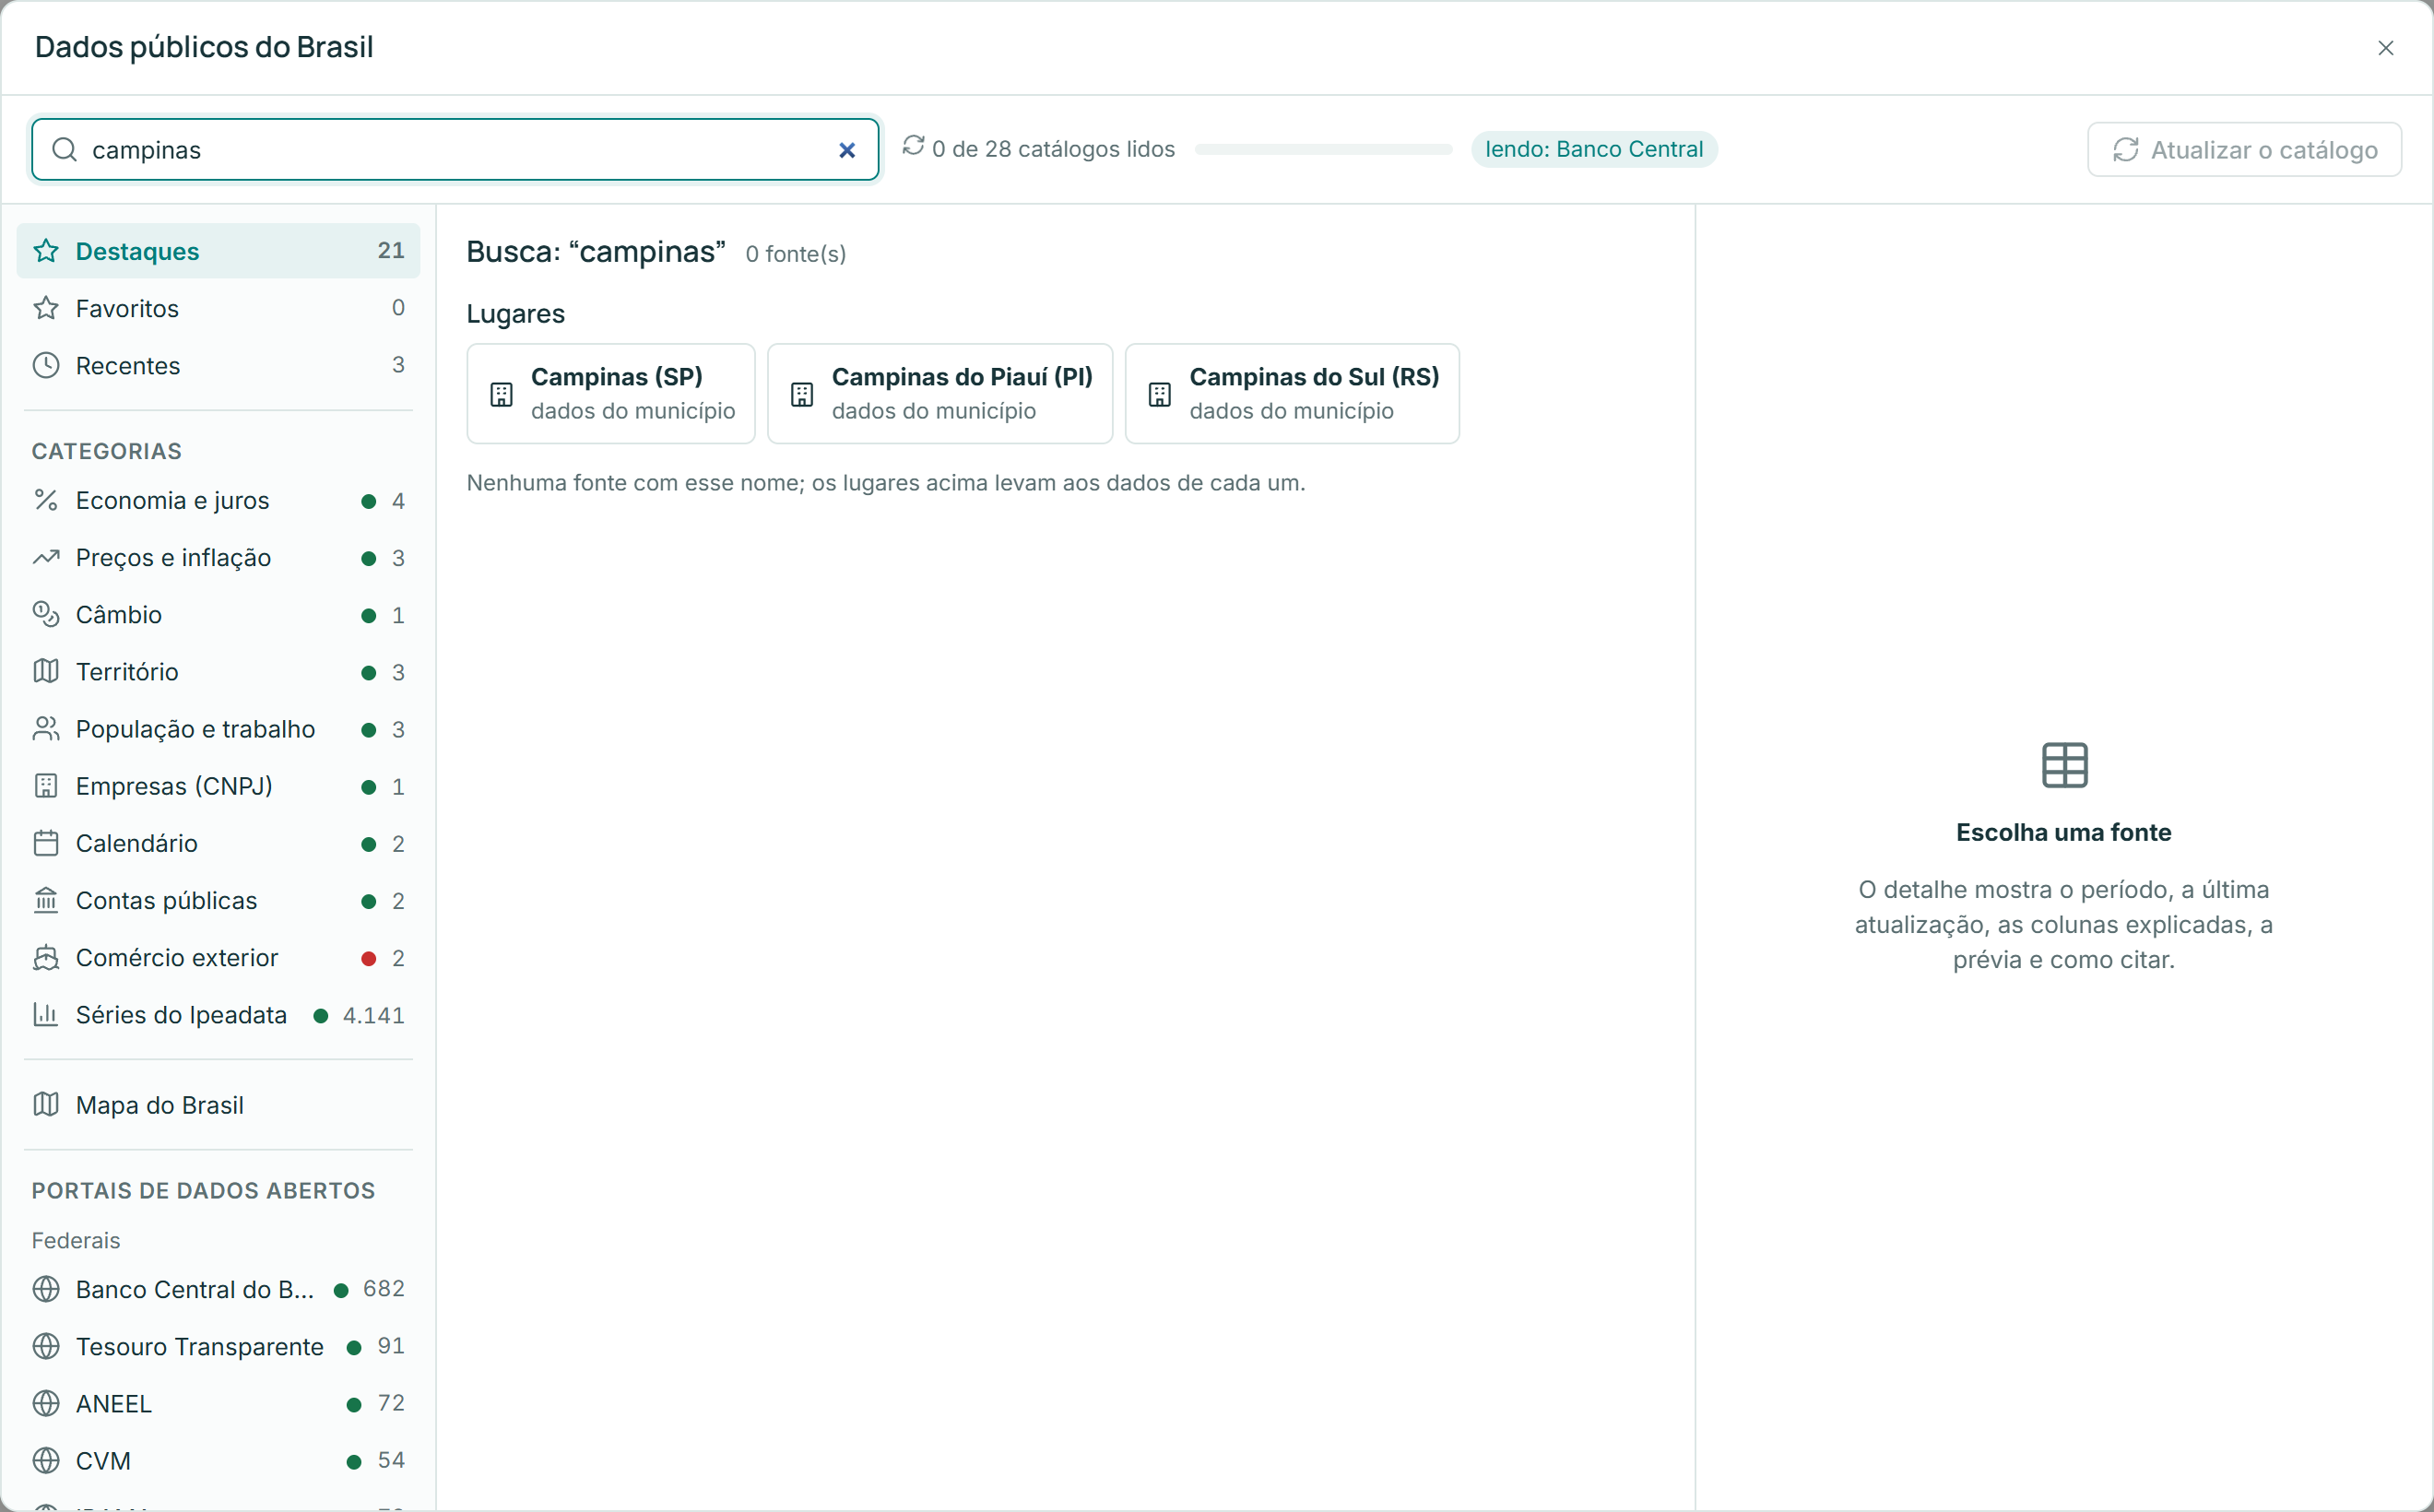 Dados públicos do Brasil
campinas
0 de 28 catálogos lidos
lendo: Banco Central
Atualizar o catálogo
Destaques 21
Favoritos 0
Recentes 3
CATEGORIAS
Economia e juros 4
Preços e inflação 3
Câmbio 1
Território 3
População e trabalho 3
Empresas (CNPJ) 1
Calendário 2
Contas públicas 2
Comércio exterior 2
Séries do Ipeadata 4.141
Mapa do Brasil
PORTAIS DE DADOS ABERTOS
Federais
Banco Central do B... 682
Tesouro Transparente 91
ANEEL 72
CVM 54
Busca: “campinas” 0 fonte(s)
Lugares
Campinas (SP)
dados do município
Campinas do Piauí (PI)
dados do município
Campinas do Sul (RS)
dados do município
Nenhuma fonte com esse nome; os lugares acima levam aos dados de cada um.
Escolha uma fonte
O detalhe mostra o período, a última
atualização, as colunas explicadas, a
prévia e como citar.